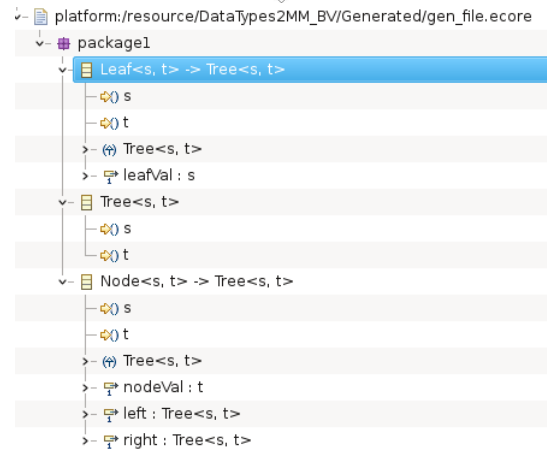 platform:/resource/DataTypes2MM_BV/Generated/gen_file.ecore
package1
Leaf<s, t> -> Tree<s, t>
s
t
Tree<s, t>
leafVal : s
Tree<s, t>
s
t
Node<s, t> -> Tree<s, t>
s
t
Tree<s, t>
nodeVal : t
left : Tree<s, t>
right : Tree<s, t>